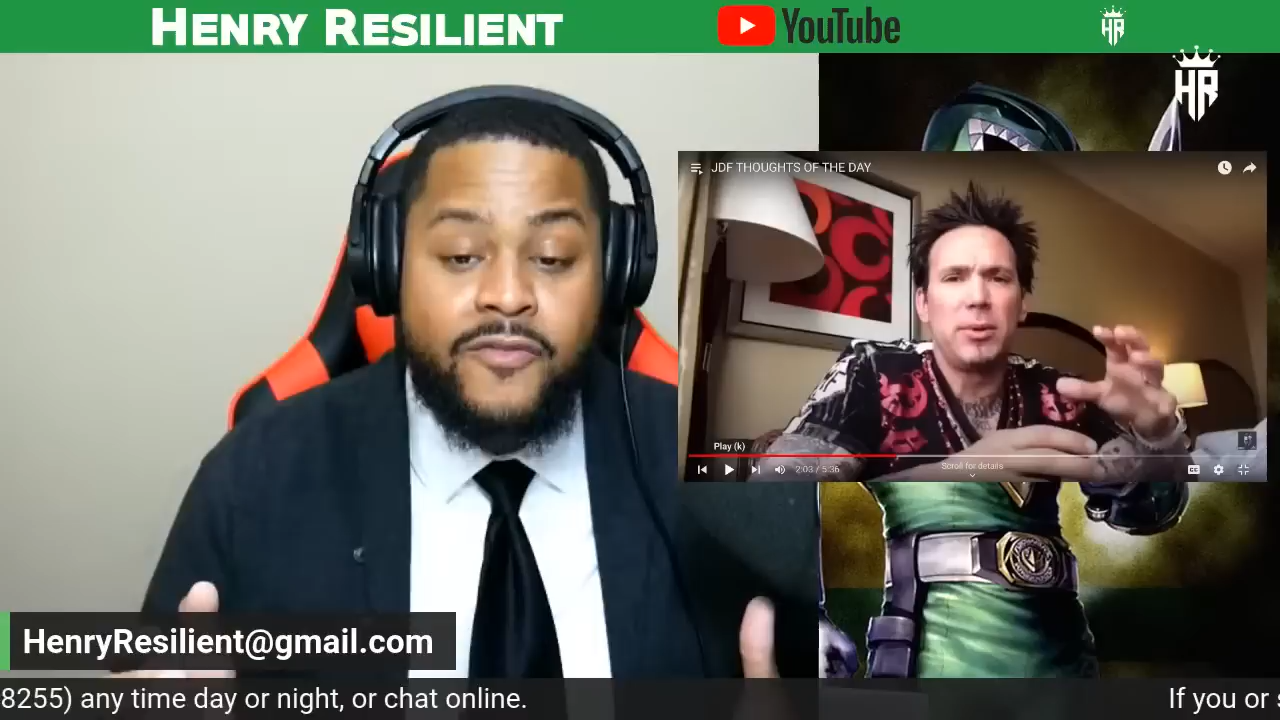 HENRY RESILIENT
YouTube
HR
HR
JDF THOUGHTS OF THE DAY
Play (k)
2:03 / 5:36
Scroll for details
CC
HenryResilient@gmail.com
8255) any time day or night, or chat online.
If you or s